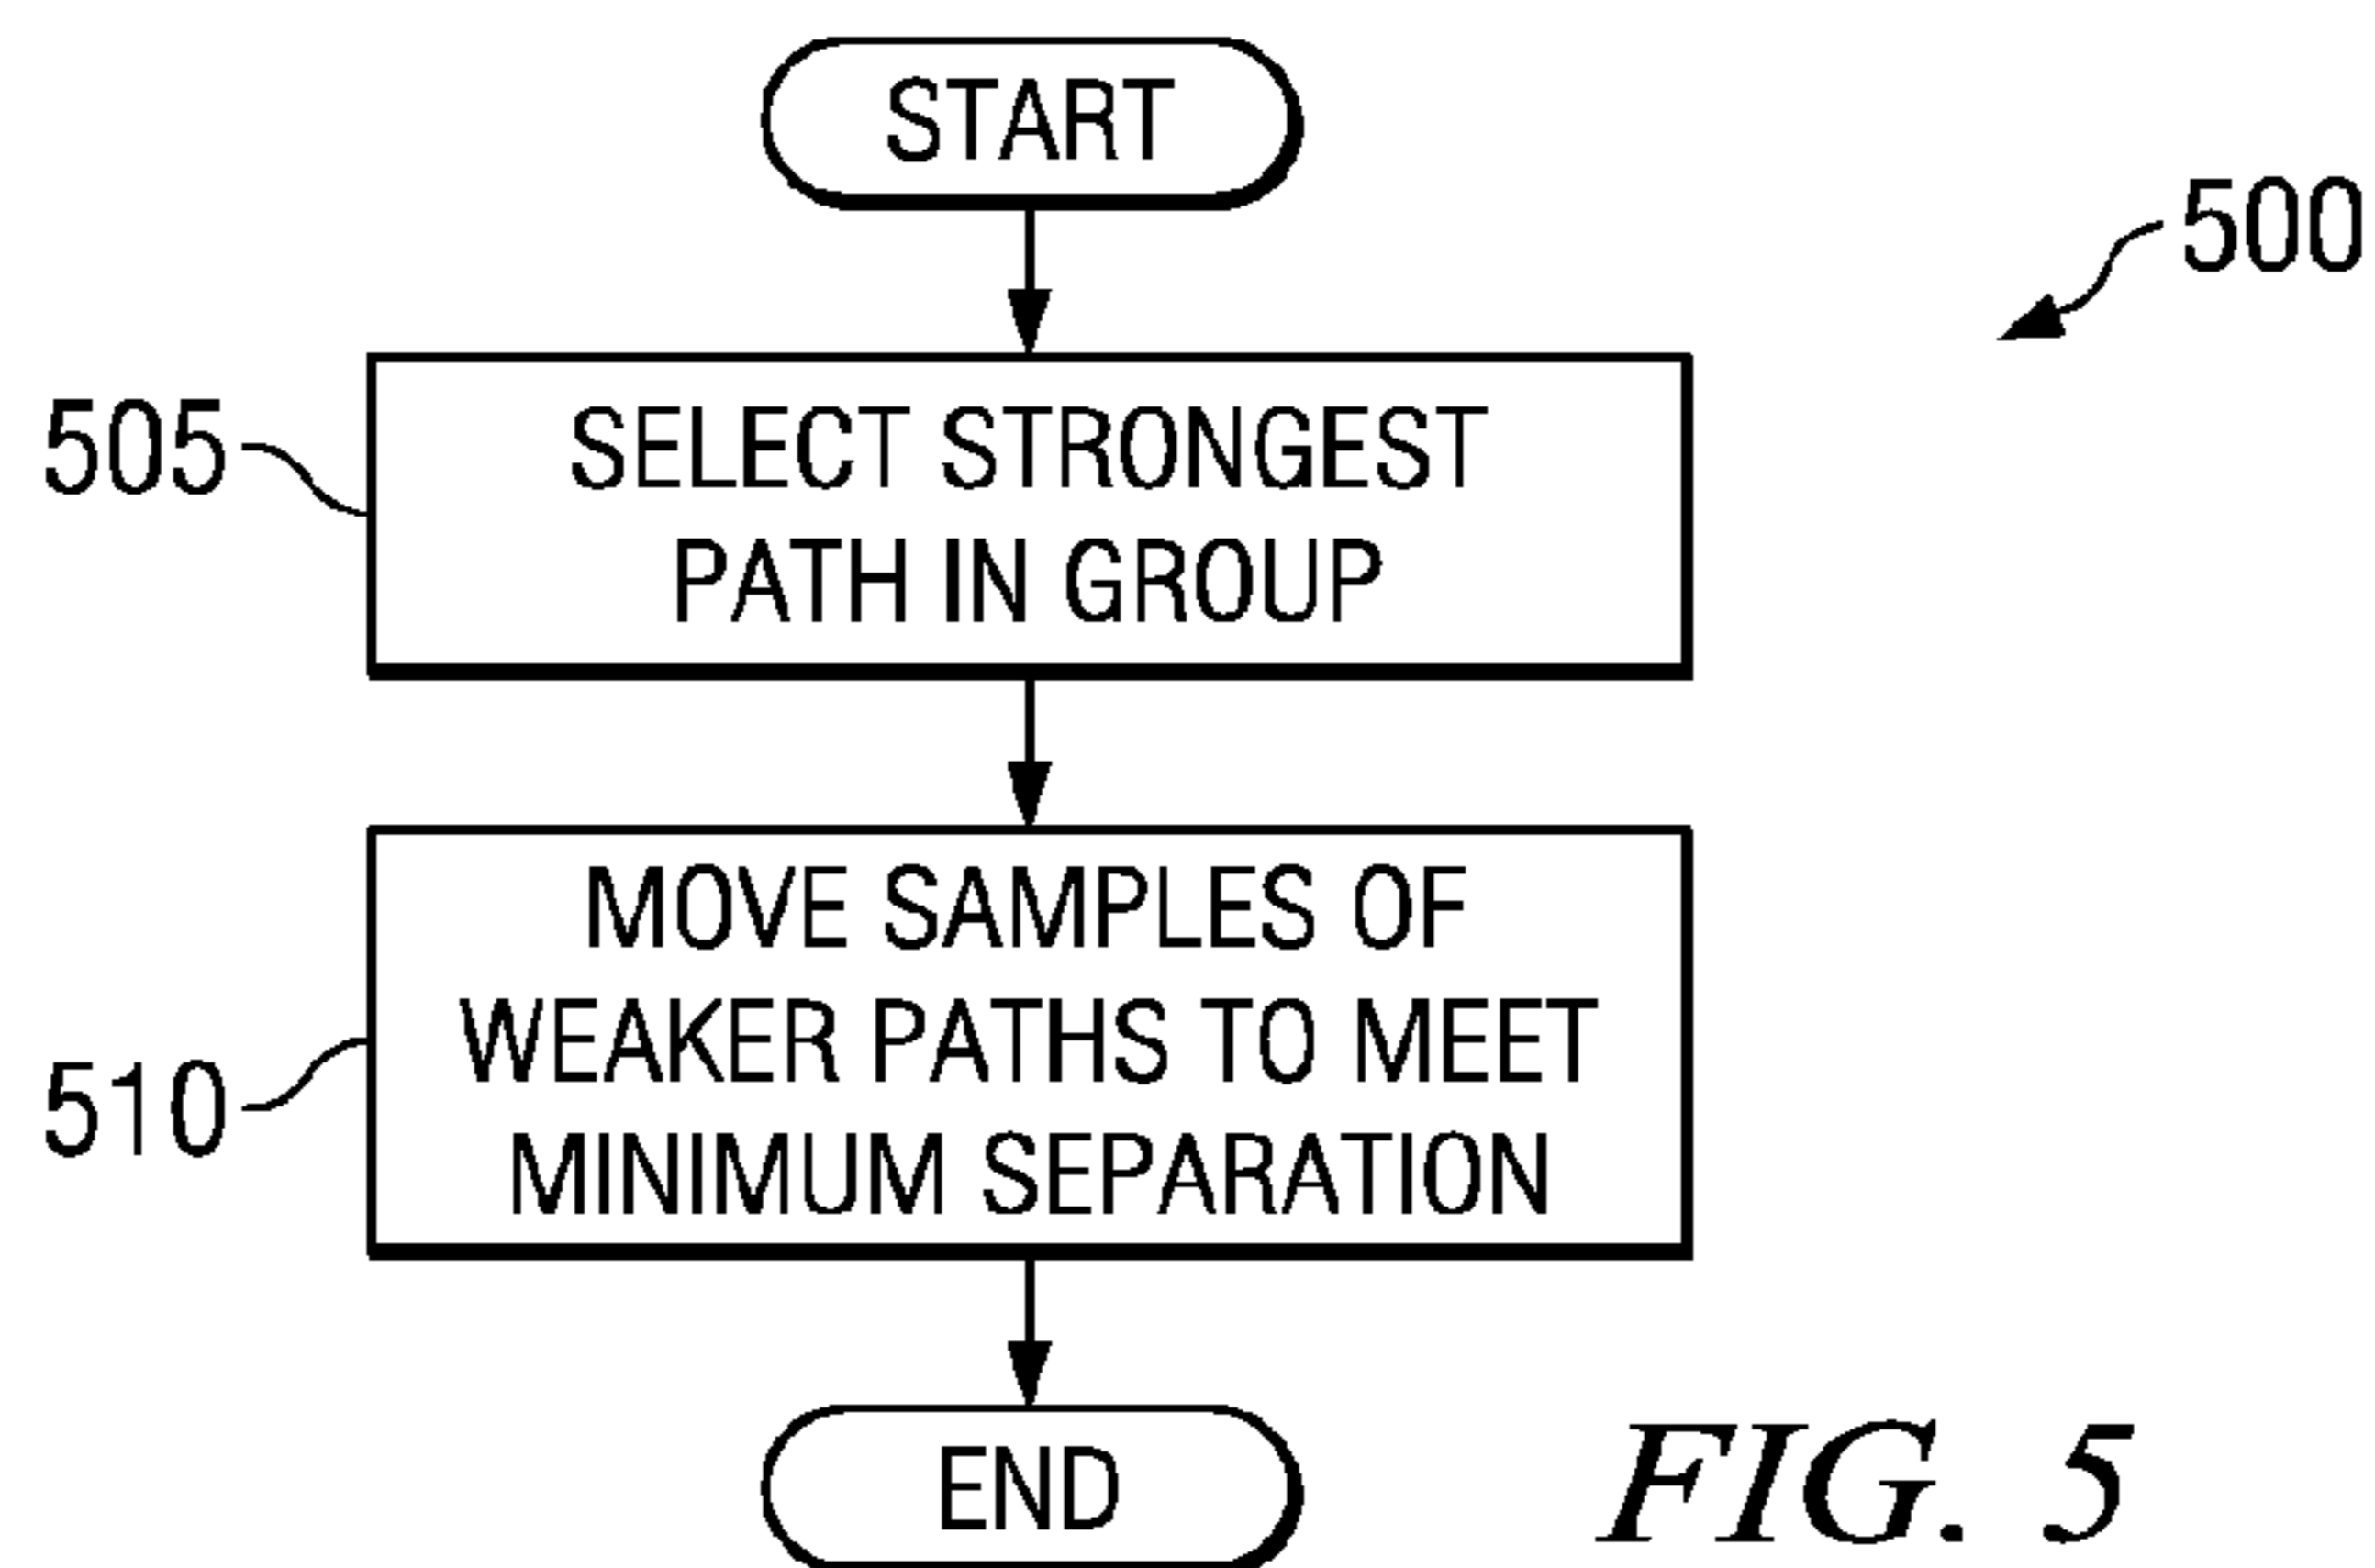 START
500
505
SELECT STRONGEST
PATH IN GROUP
MOVE SAMPLES OF
WEAKER PATHS TO MEET
MINIMUM SEPARATION
510
END
FIG. 5